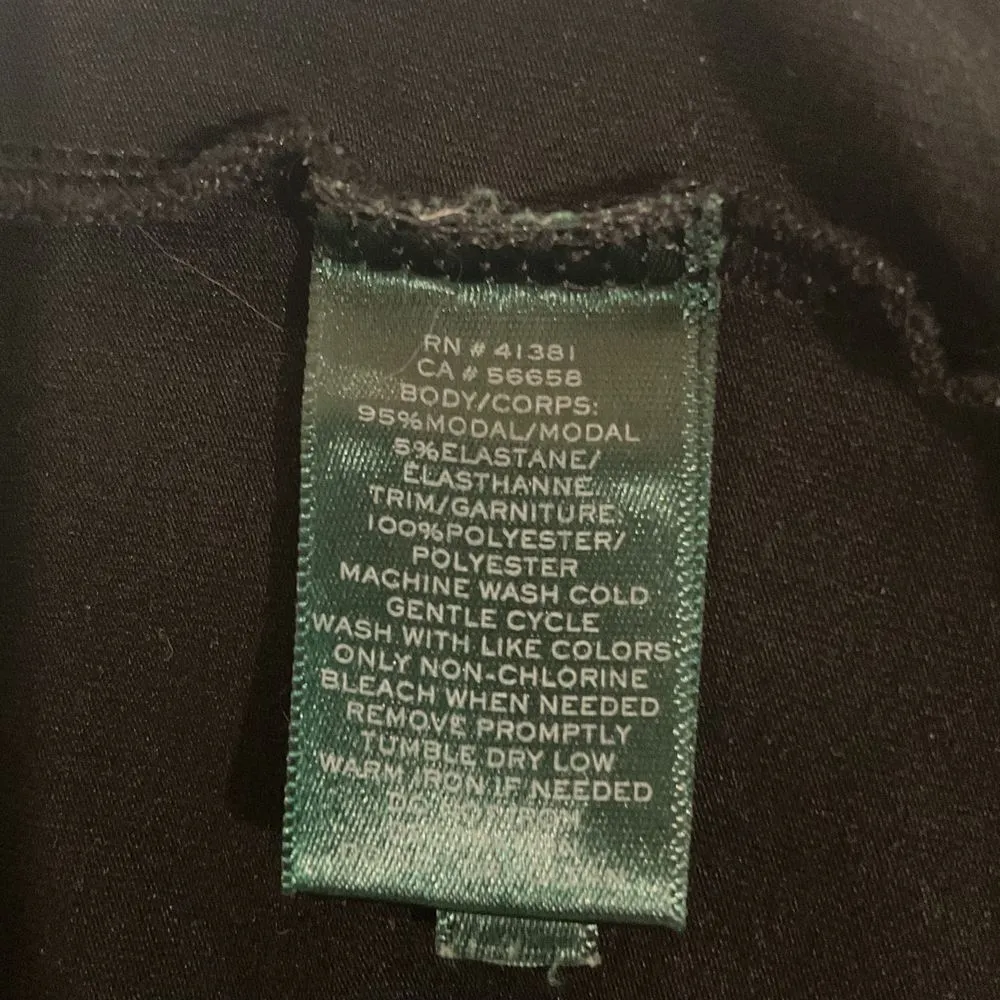 RN # 41381
CA # 56658
BODY/CORPS:
95%MODAL/MODAL
5%ELASTANE/
ELASTHANNE
TRIM/GARNITURE
100%POLYESTER/
POLYESTER
MACHINE WASH COLD
GENTLE CYCLE
WASH WITH LIKE COLORS
ONLY NON-CHLORINE
BLEACH WHEN NEEDED
REMOVE PROMPTLY
TUMBLE DRY LOW
WARM IRON IF NEEDED
DO